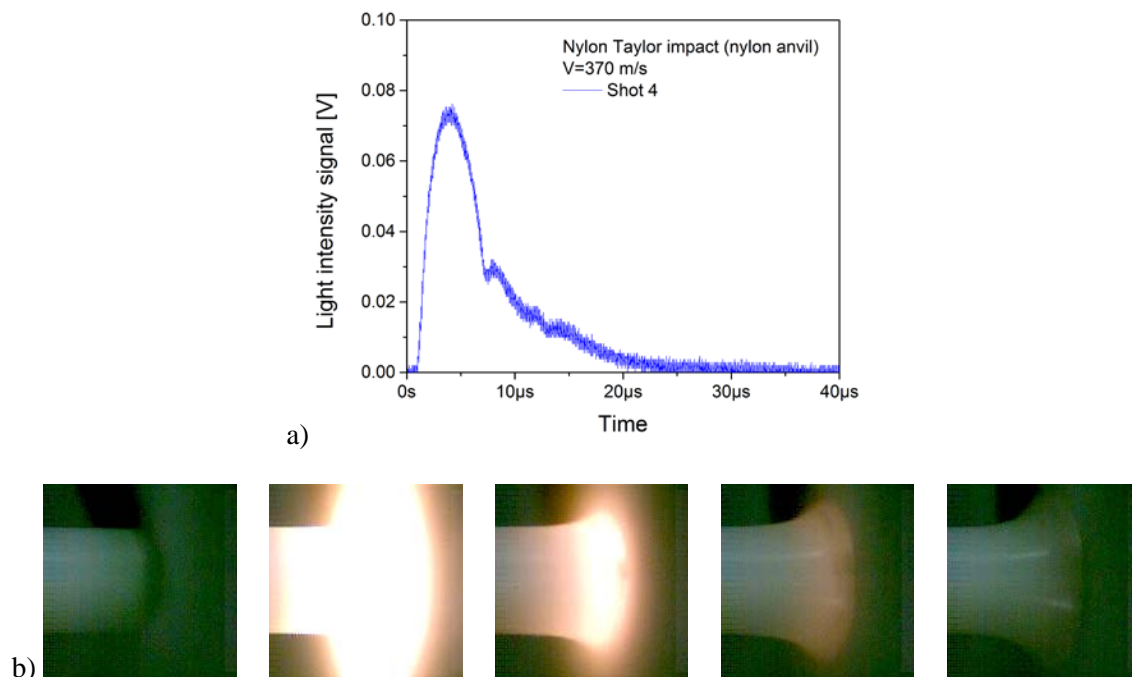 0.10
Nylon Taylor impact (nylon anvil)
V=370 m/s
Shot 4
0.08
0.06
0.04
0.02
0.00
Light intensity signal [V]
0s 10µs 20µs 30µs 40µs
Time
a)
b)